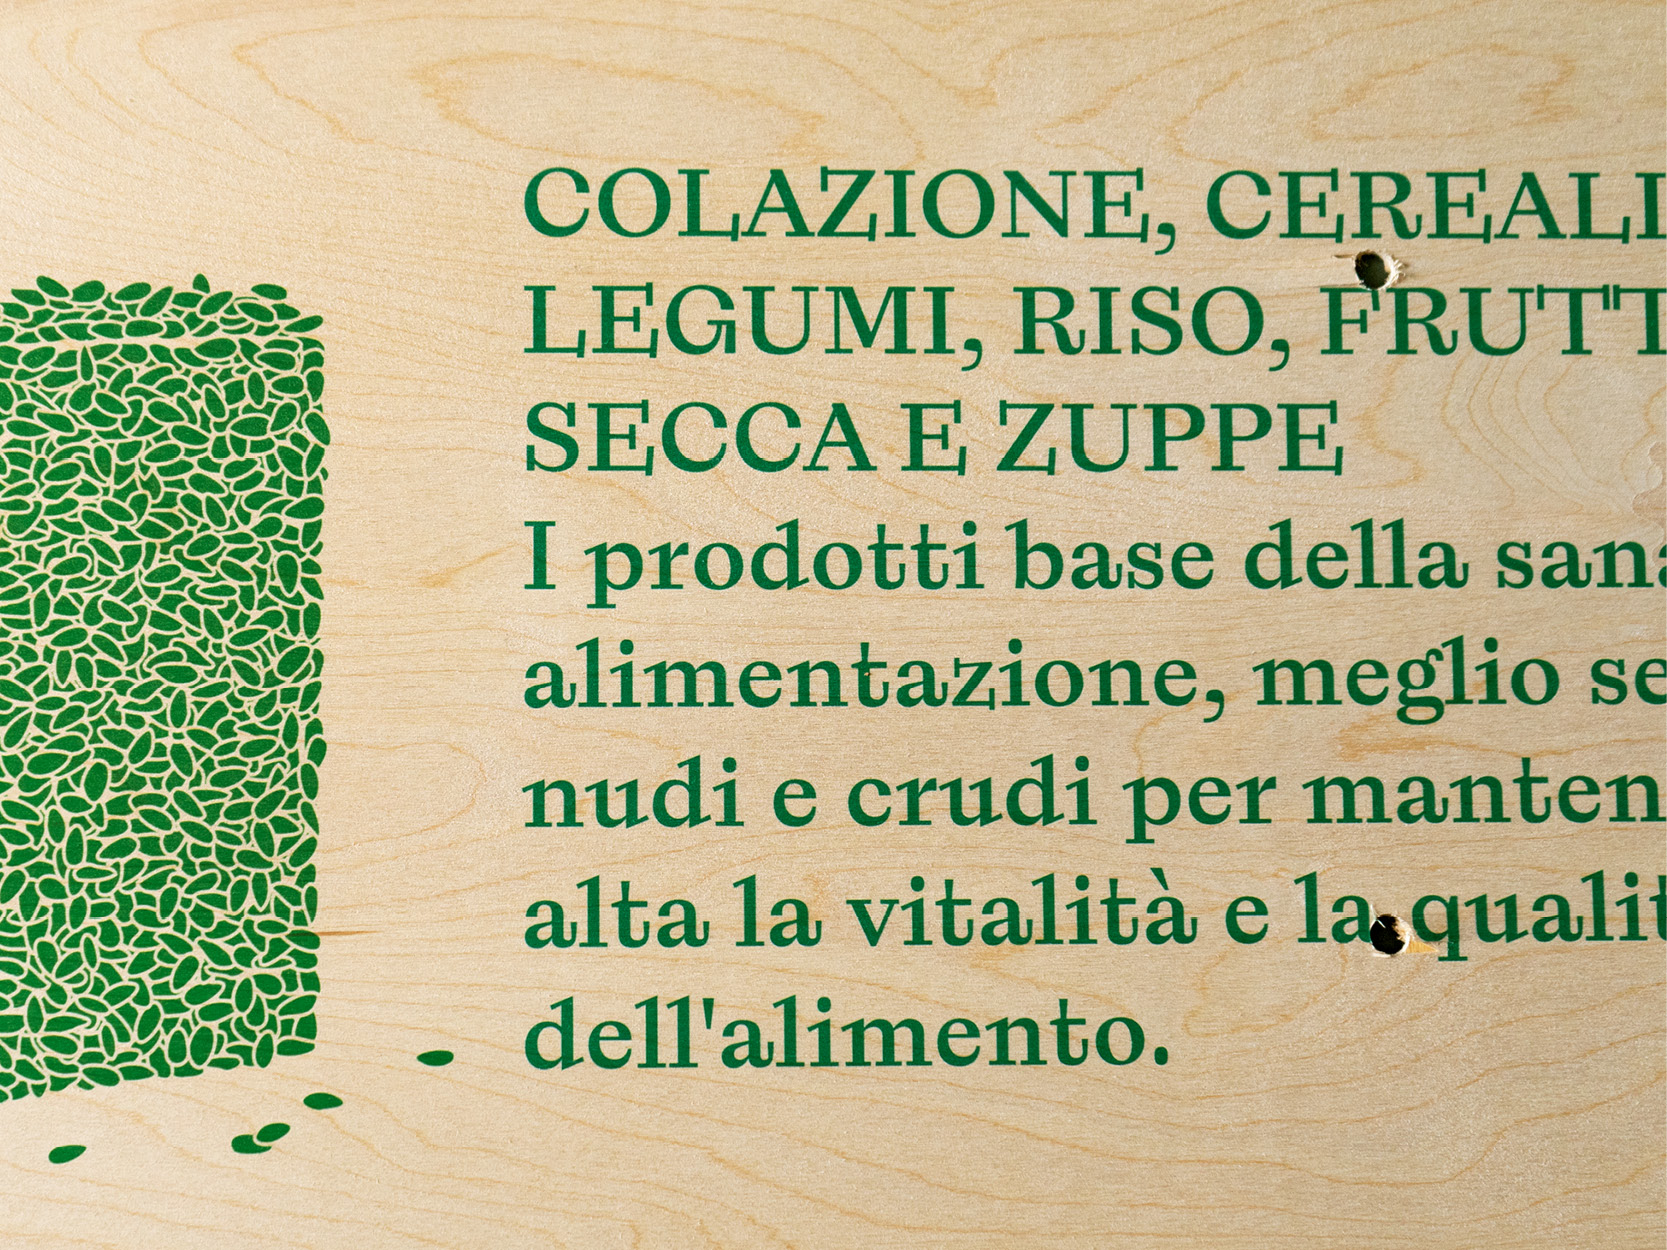 COLAZIONE, CEREALI
LEGUMI, RISO, FRUTT
SECCA E ZUPPE
I prodotti base della sana
alimentazione, meglio se
nudi e crudi per manten
alta la vitalità e la qualit
dell'alimento.